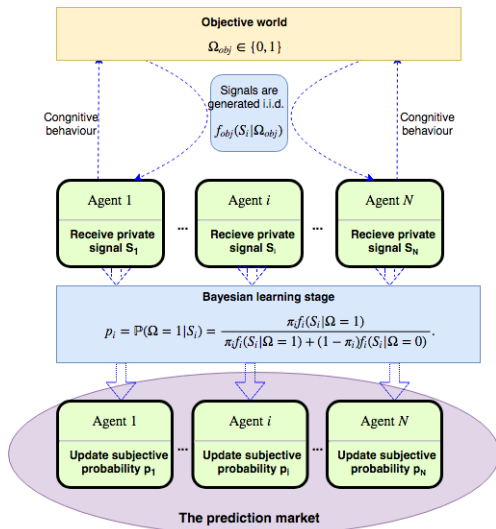 Objective world
Ω_obj ∈ {0, 1}
Signals are
generated i.i.d.
f_obj(S_i|Ω_obj)
Congnitive
behaviour
Congnitive
behaviour
Agent 1
Receive private
signal S_1
...
Agent i
Recieve private
signal S_i
...
Agent N
Recieve private
signal S_N
Bayesian learning stage
p_i = ℙ(Ω = 1|S_i) = π_i f_i(S_i|Ω = 1) / π_i f_i(S_i|Ω = 1) + (1 − π_i)f_i(S_i|Ω = 0) .
Agent 1
Update subjective
probability p_1
...
Agent i
Update subjective
probability p_i
...
Agent N
Update subjective
probability p_N
The prediction market